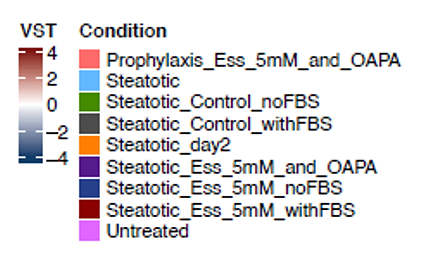 VST
4
2
0
−2
−4
Condition
Prophylaxis_Ess_5mM_and_OAPA
Steatotic
Steatotic_Control_noFBS
Steatotic_Control_withFBS
Steatotic_day2
Steatotic_Ess_5mM_and_OAPA
Steatotic_Ess_5mM_noFBS
Steatotic_Ess_5mM_withFBS
Untreated